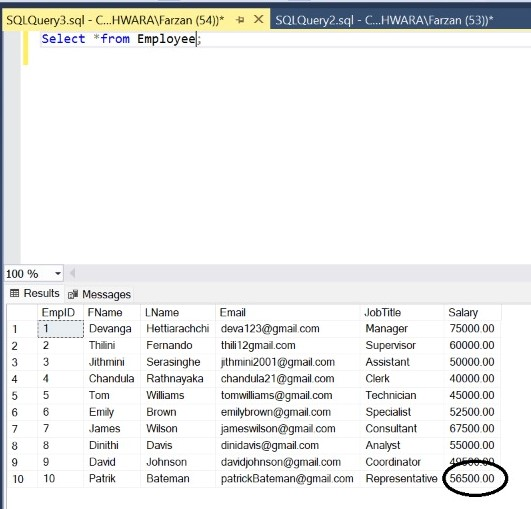 SQLQuery3.sql - C...HWARA\Farzan (54))* SQLQuery2.sql - C...HWARA\Farzan (53))*
Select *from Employee;
100 %
Results Messages
EmpID FName LName Email JobTitle Salary
1 1 Devanga Hettiarachchi deva123@gmail.com Manager 75000.00
2 2 Thilini Fernando thili12gmail.com Supervisor 60000.00
3 3 Jithmini Serasinghe jithmini2001@gmail.com Assistant 50000.00
4 4 Chandula Rathnayaka chandula21@gmail.com Clerk 40000.00
5 5 Tom Williams tomwilliams@gmail.com Technician 45000.00
6 6 Emily Brown emilybrown@gmail.com Specialist 52500.00
7 7 James Wilson jameswilson@gmail.com Consultant 67500.00
8 8 Dinithi Davis dinidavis@gmail.com Analyst 55000.00
9 9 David Johnson davidjohnson@gmail.com Coordinator 49500.00
10 10 Patrik Bateman patrickBateman@gmail.com Representative 56500.00